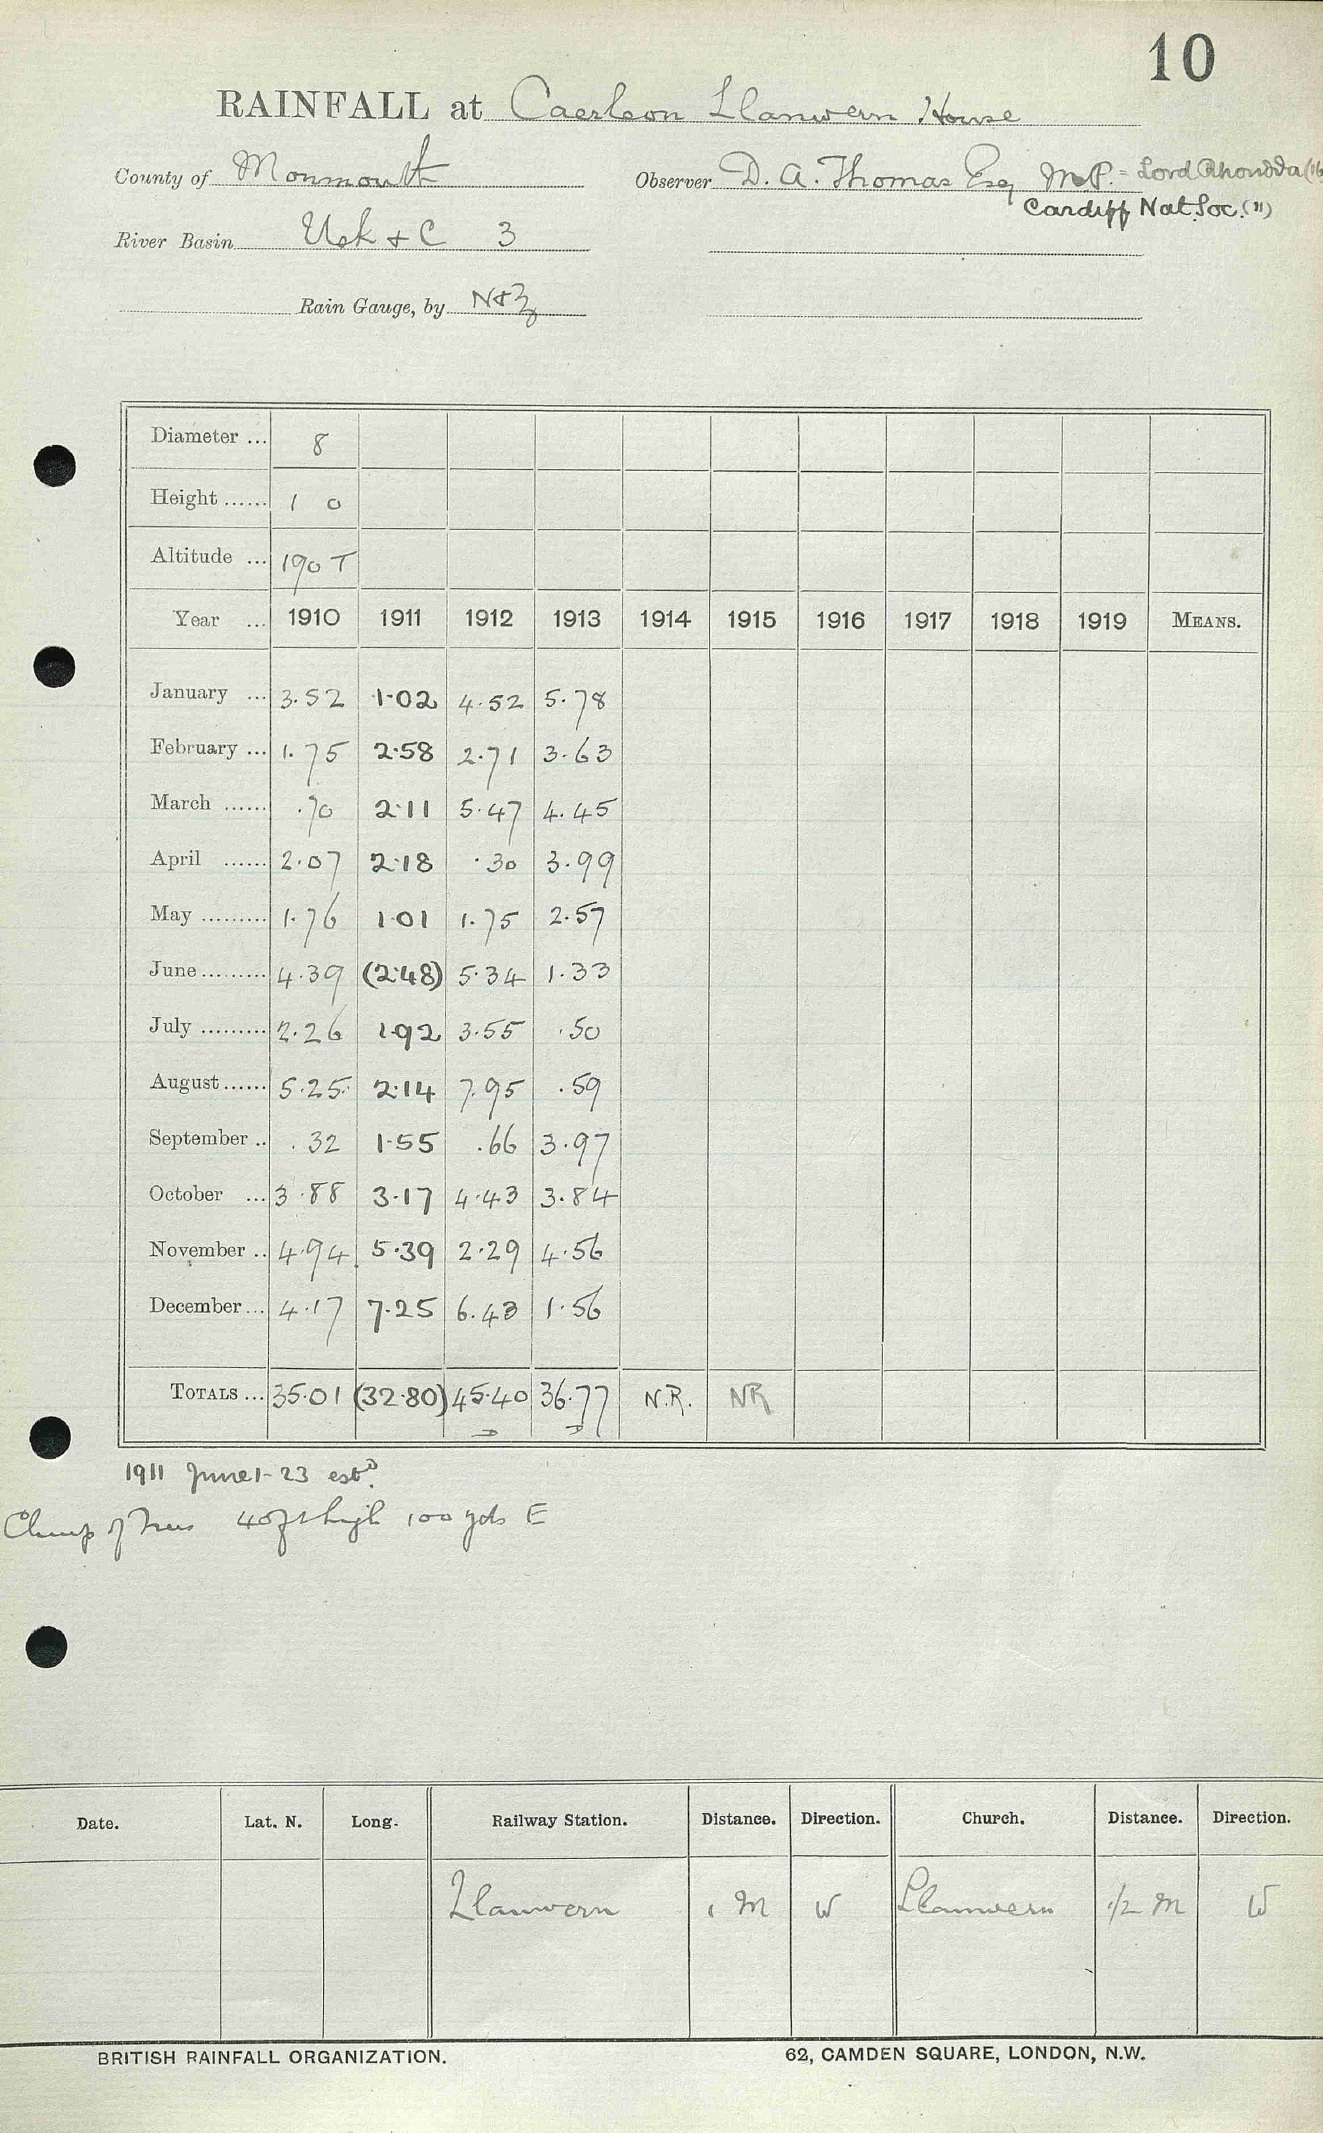 10
RAINFALL at Caerleon Llanwern House
County of Monmouth Observer D. A. Thomas Esq M.P. = Lord Rhondda (16
Cardiff Nat. Soc. (")
River Basin Usk & C 3
Rain Gauge, by N&Z
Diameter ... 8
Height ...... 1 0
Altitude ... 190 T
Year ... 1910 1911 1912 1913 1914 1915 1916 1917 1918 1919 MEANS.
January ... 3.52 1.02 4.52 5.78
February ... 1.75 2.58 2.71 3.63
March ...... .70 2.11 5.47 4.45
April ...... 2.07 2.18 .30 3.99
May ......... 1.76 1.01 1.75 2.57
June ......... 4.39 (2.48) 5.34 1.33
July ......... 2.26 1.92 3.55 .50
August ...... 5.25 2.14 7.95 .59
September .. .32 1.55 .66 3.97
October ... 3.88 3.17 4.43 3.84
November .. 4.94 5.39 2.29 4.56
December ... 4.17 7.25 6.43 1.56
TOTALS ... 35.01 (32.80) 45.40 36.77 N.R. NR
1911 June 1-23 estd.
Clump of Trees 40ft high 100 yds E
Date. Lat. N. Long. Railway Station. Distance. Direction. Church. Distance. Direction.
Llanwern 1 M W Llanwern 1/2 M W
BRITISH RAINFALL ORGANIZATION. 62, CAMDEN SQUARE, LONDON, N.W.